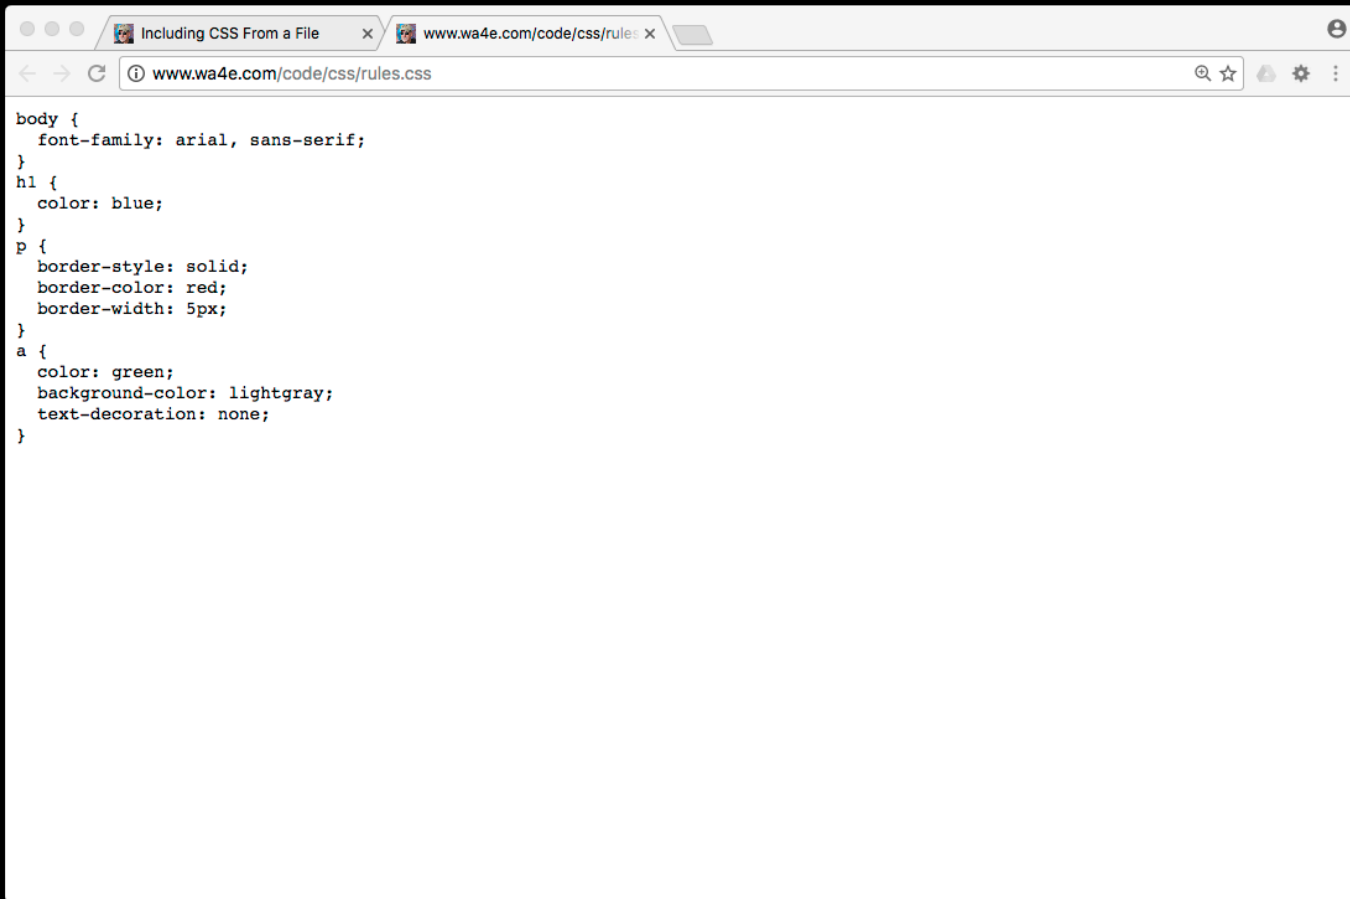 Including CSS From a File
www.wa4e.com/code/css/rules
www.wa4e.com/code/css/rules.css
body {
  font-family: arial, sans-serif;
}
h1 {
  color: blue;
}
p {
  border-style: solid;
  border-color: red;
  border-width: 5px;
}
a {
  color: green;
  background-color: lightgray;
  text-decoration: none;
}